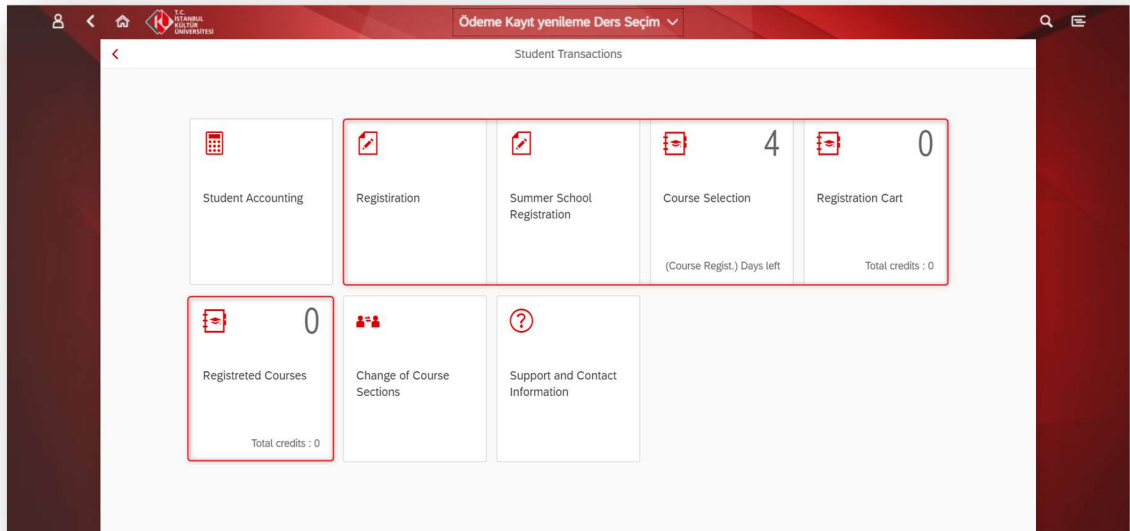 T.C.
İSTANBUL
KÜLTÜR
ÜNİVERSİTESİ
Ödeme Kayıt yenileme Ders Seçim
Student Transactions
4
0
Student Accounting
Registiration
Summer School
Registration
Course Selection
Registration Cart
(Course Regist.) Days left
Total credits : 0
0
Registreted Courses
Change of Course
Sections
Support and Contact
Information
Total credits : 0